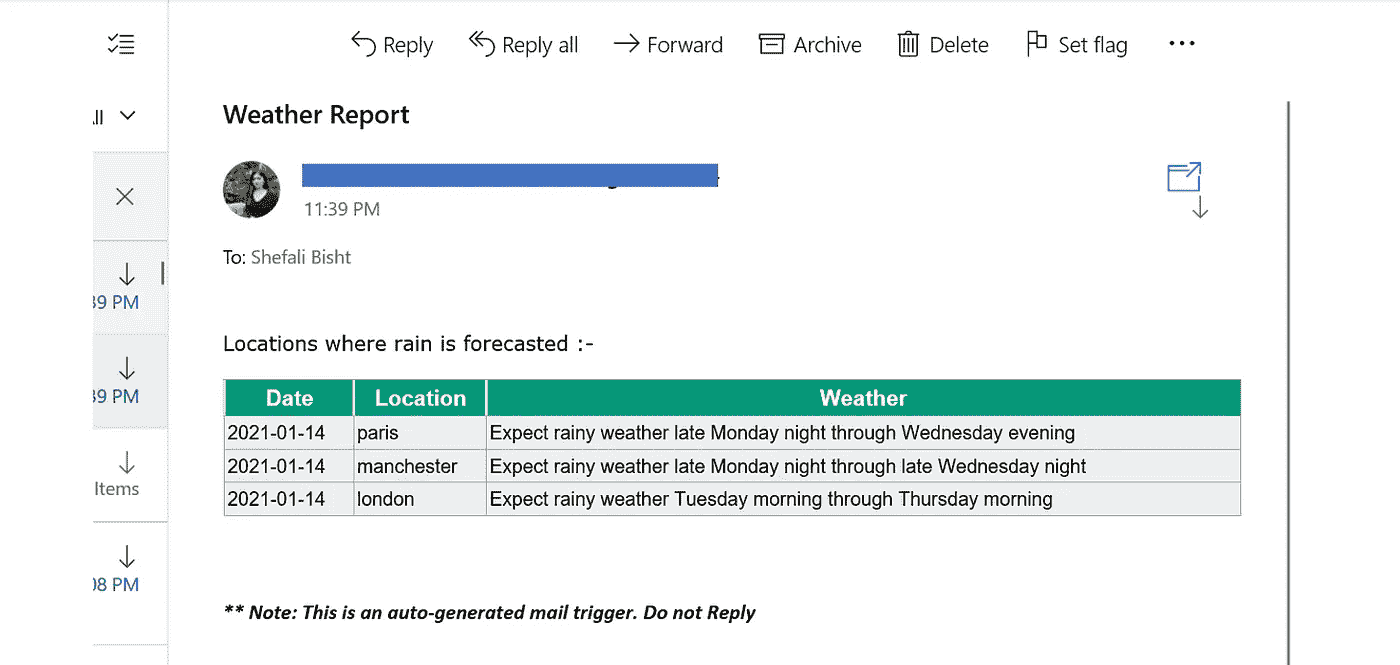 Reply Reply all Forward Archive Delete Set flag
Weather Report
11:39 PM
To: Shefali Bisht
39 PM
Locations where rain is forecasted :-
39 PM
Date Location Weather
2021-01-14 paris Expect rainy weather late Monday night through Wednesday evening
2021-01-14 manchester Expect rainy weather late Monday night through late Wednesday night
Items
2021-01-14 london Expect rainy weather Tuesday morning through Thursday morning
08 PM
** Note: This is an auto-generated mail trigger. Do not Reply